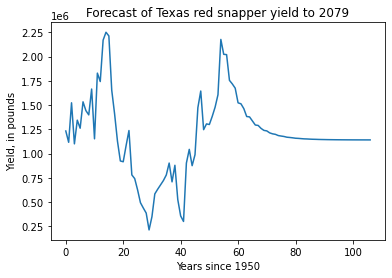 Forecast of Texas red snapper yield to 2079
1e6
2.25
2.00
1.75
1.50
1.25
1.00
0.75
0.50
0.25
Yield, in pounds
0 20 40 60 80 100
Years since 1950